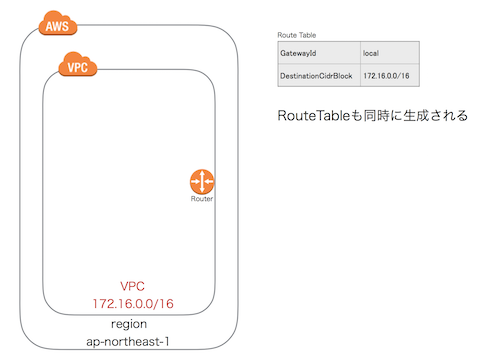 AWS
VPC
Router
VPC
172.16.0.0/16
region
ap-northeast-1
Route Table
GatewayId local
DestinationCidrBlock 172.16.0.0/16
RouteTableも同時に生成される